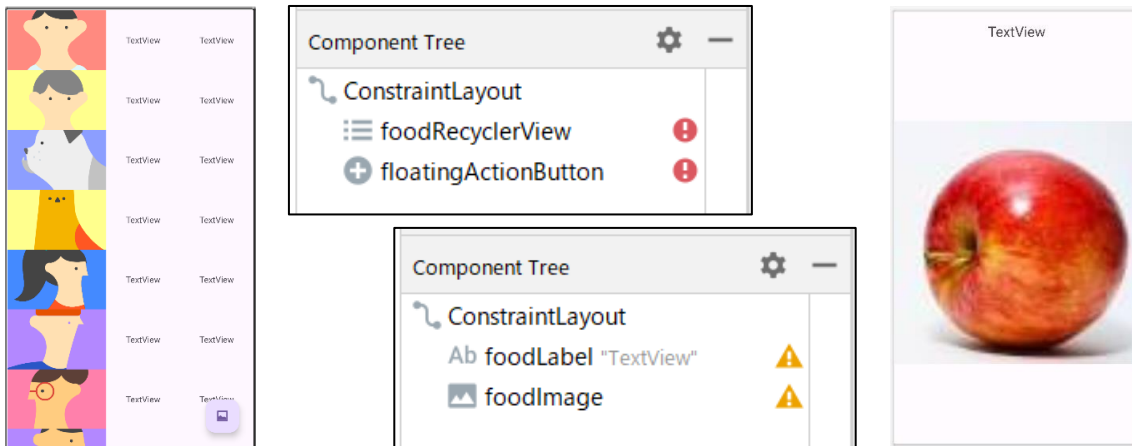 TextView TextView
TextView TextView
TextView TextView
TextView TextView
TextView TextView
TextView TextView
TextView TextView
Component Tree
ConstraintLayout
foodRecyclerView
floatingActionButton
Component Tree
ConstraintLayout
Ab foodLabel "TextView"
foodImage
TextView